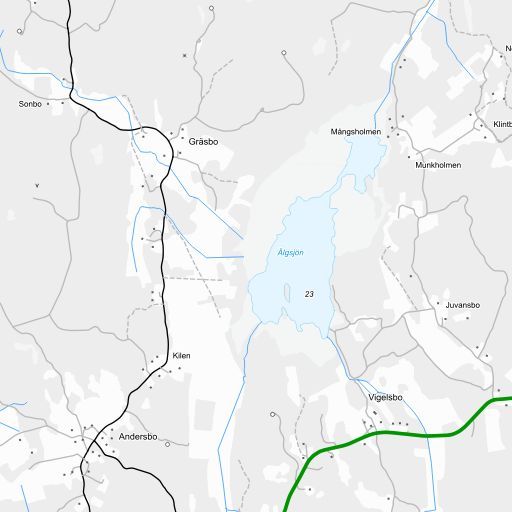 Sonbo
Gräsbo
Mångsholmen
Klintb
Munkholmen
Älgsjön
23
Juvansbo
Kilen
Vigelsbo
Andersbo